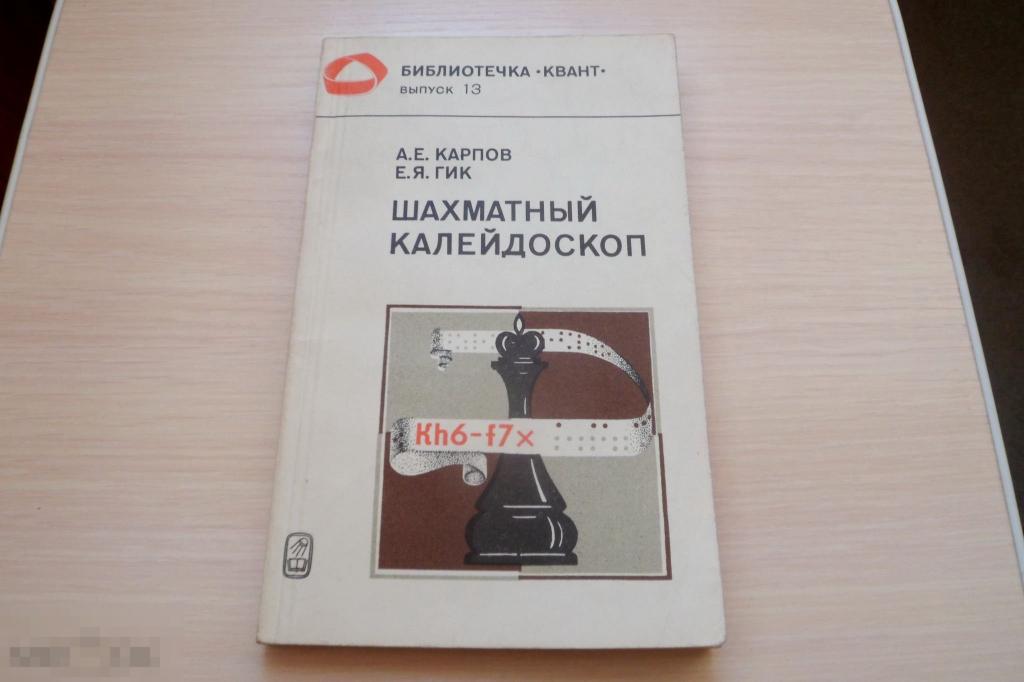 БИБЛИОТЕЧКА •КВАНТ•
ВЫПУСК 13
А.Е. КАРПОВ
Е.Я. ГИК
ШАХМАТНЫЙ
КАЛЕЙДОСКОП
Kh6-f7×